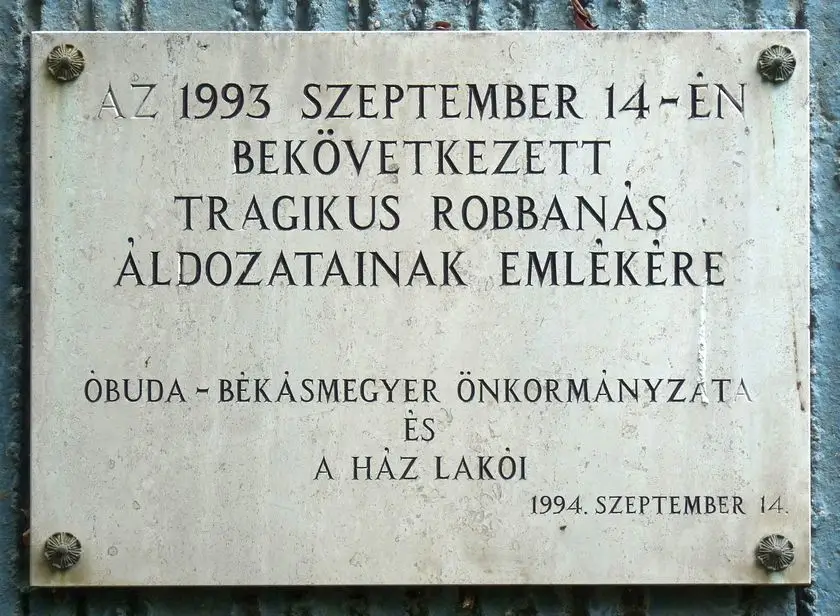 AZ 1993 SZEPTEMBER 14-ÉN
BEKÖVETKEZETT
TRAGIKUS ROBBANÁS
ÁLDOZATAINAK EMLÉKÉRE
ÓBUDA - BÉKÁSMEGYER ÖNKORMÁNYZATA
ÉS
A HÁZ LAKÓI
1994. SZEPTEMBER 14.